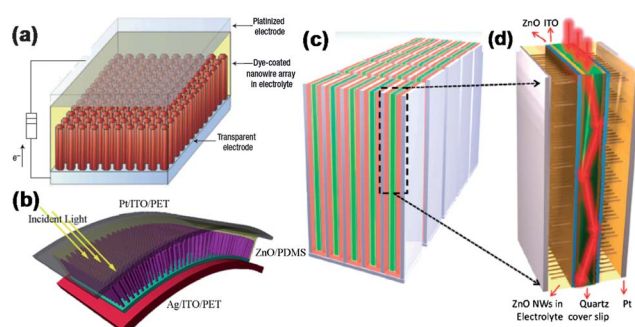 (a)
Platinized
electrode
Dye-coated
nanowire array
in electrolyte
Transparent
electrode
e⁻
(b)
Incident Light
Pt/ITO/PET
ZnO/PDMS
Ag/ITO/PET
(c)
(d)
ZnO ITO
ZnO NWs in
Electrolyte
Quartz
cover slip
Pt